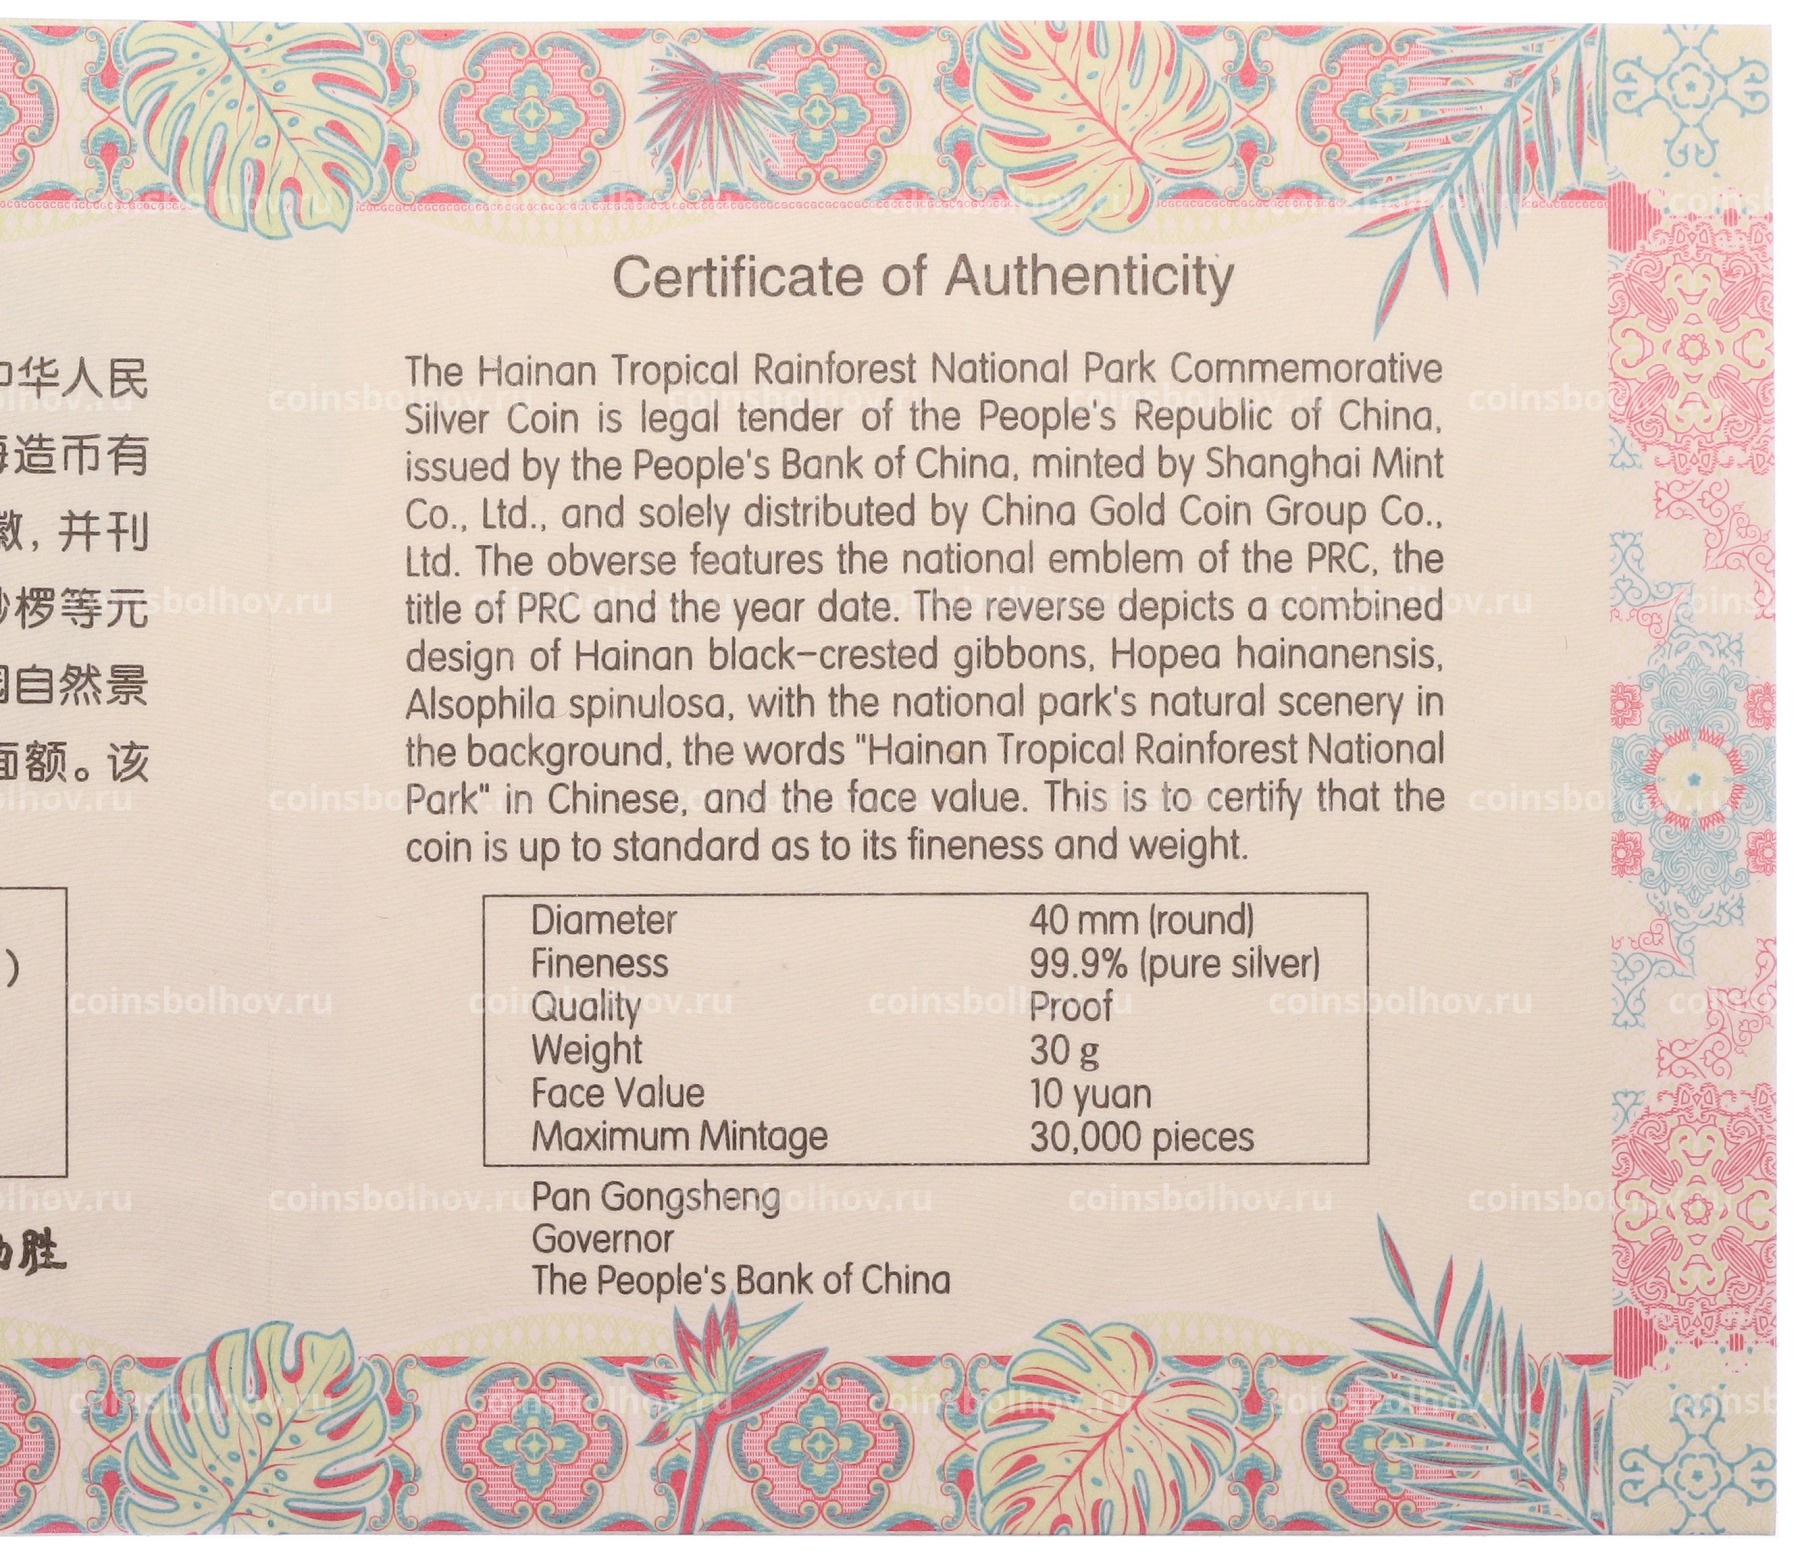 Certificate of Authenticity
华人民
造币有
徽,并刊
桫椤等元
园自然景
面额。该
)
胜
The Hainan Tropical Rainforest National Park Commemorative
Silver Coin is legal tender of the People's Republic of China,
issued by the People's Bank of China, minted by Shanghai Mint
Co., Ltd., and solely distributed by China Gold Coin Group Co.,
Ltd. The obverse features the national emblem of the PRC, the
title of PRC and the year date. The reverse depicts a combined
design of Hainan black-crested gibbons, Hopea hainanensis,
Alsophila spinulosa, with the national park's natural scenery in
the background, the words "Hainan Tropical Rainforest National
Park" in Chinese, and the face value. This is to certify that the
coin is up to standard as to its fineness and weight.
Diameter 40 mm (round)
Fineness 99.9% (pure silver)
Quality Proof
Weight 30 g
Face Value 10 yuan
Maximum Mintage 30,000 pieces
Pan Gongsheng
Governor
The People's Bank of China
coinsbolhov.ru